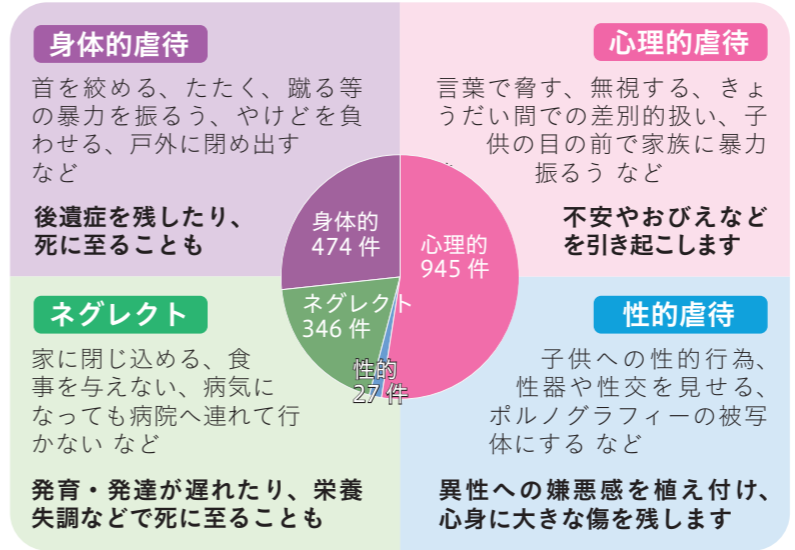 身体的虐待
首を絞める、たたく、蹴る等
の暴力を振るう、やけどを負
わせる、戸外に閉め出す
など
後遺症を残したり、
死に至ることも
心理的虐待
言葉で脅す、無視する、きょ
うだい間での差別的扱い、子
供の目の前で家族に暴力
振るう など
不安やおびえなど
を引き起こします
身体的
474 件
心理的
945 件
ネグレクト
346 件
性的
27 件
ネグレクト
家に閉じ込める、食
事を与えない、病気に
なっても病院へ連れて行
かない など
発育・発達が遅れたり、栄養
失調などで死に至ることも
性的虐待
子供への性的行為、
性器や性交を見せる、
ポルノグラフィーの被写
体にする など
異性への嫌悪感を植え付け、
心身に大きな傷を残します